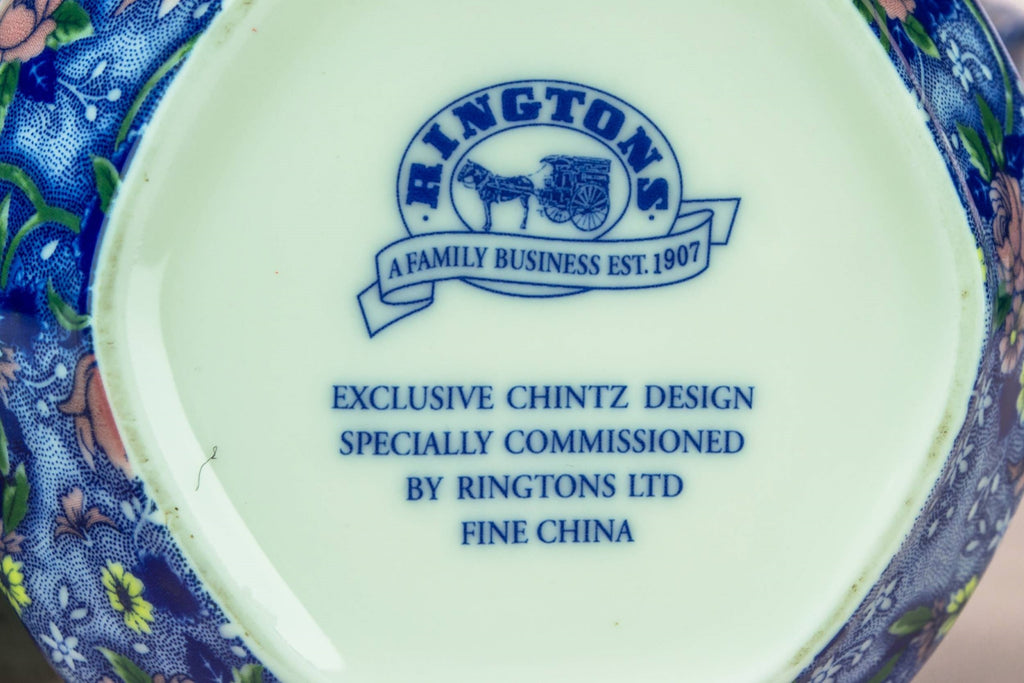 RINGTONS
A FAMILY BUSINESS EST. 1907
EXCLUSIVE CHINTZ DESIGN
SPECIALLY COMMISSIONED
BY RINGTONS LTD
FINE CHINA